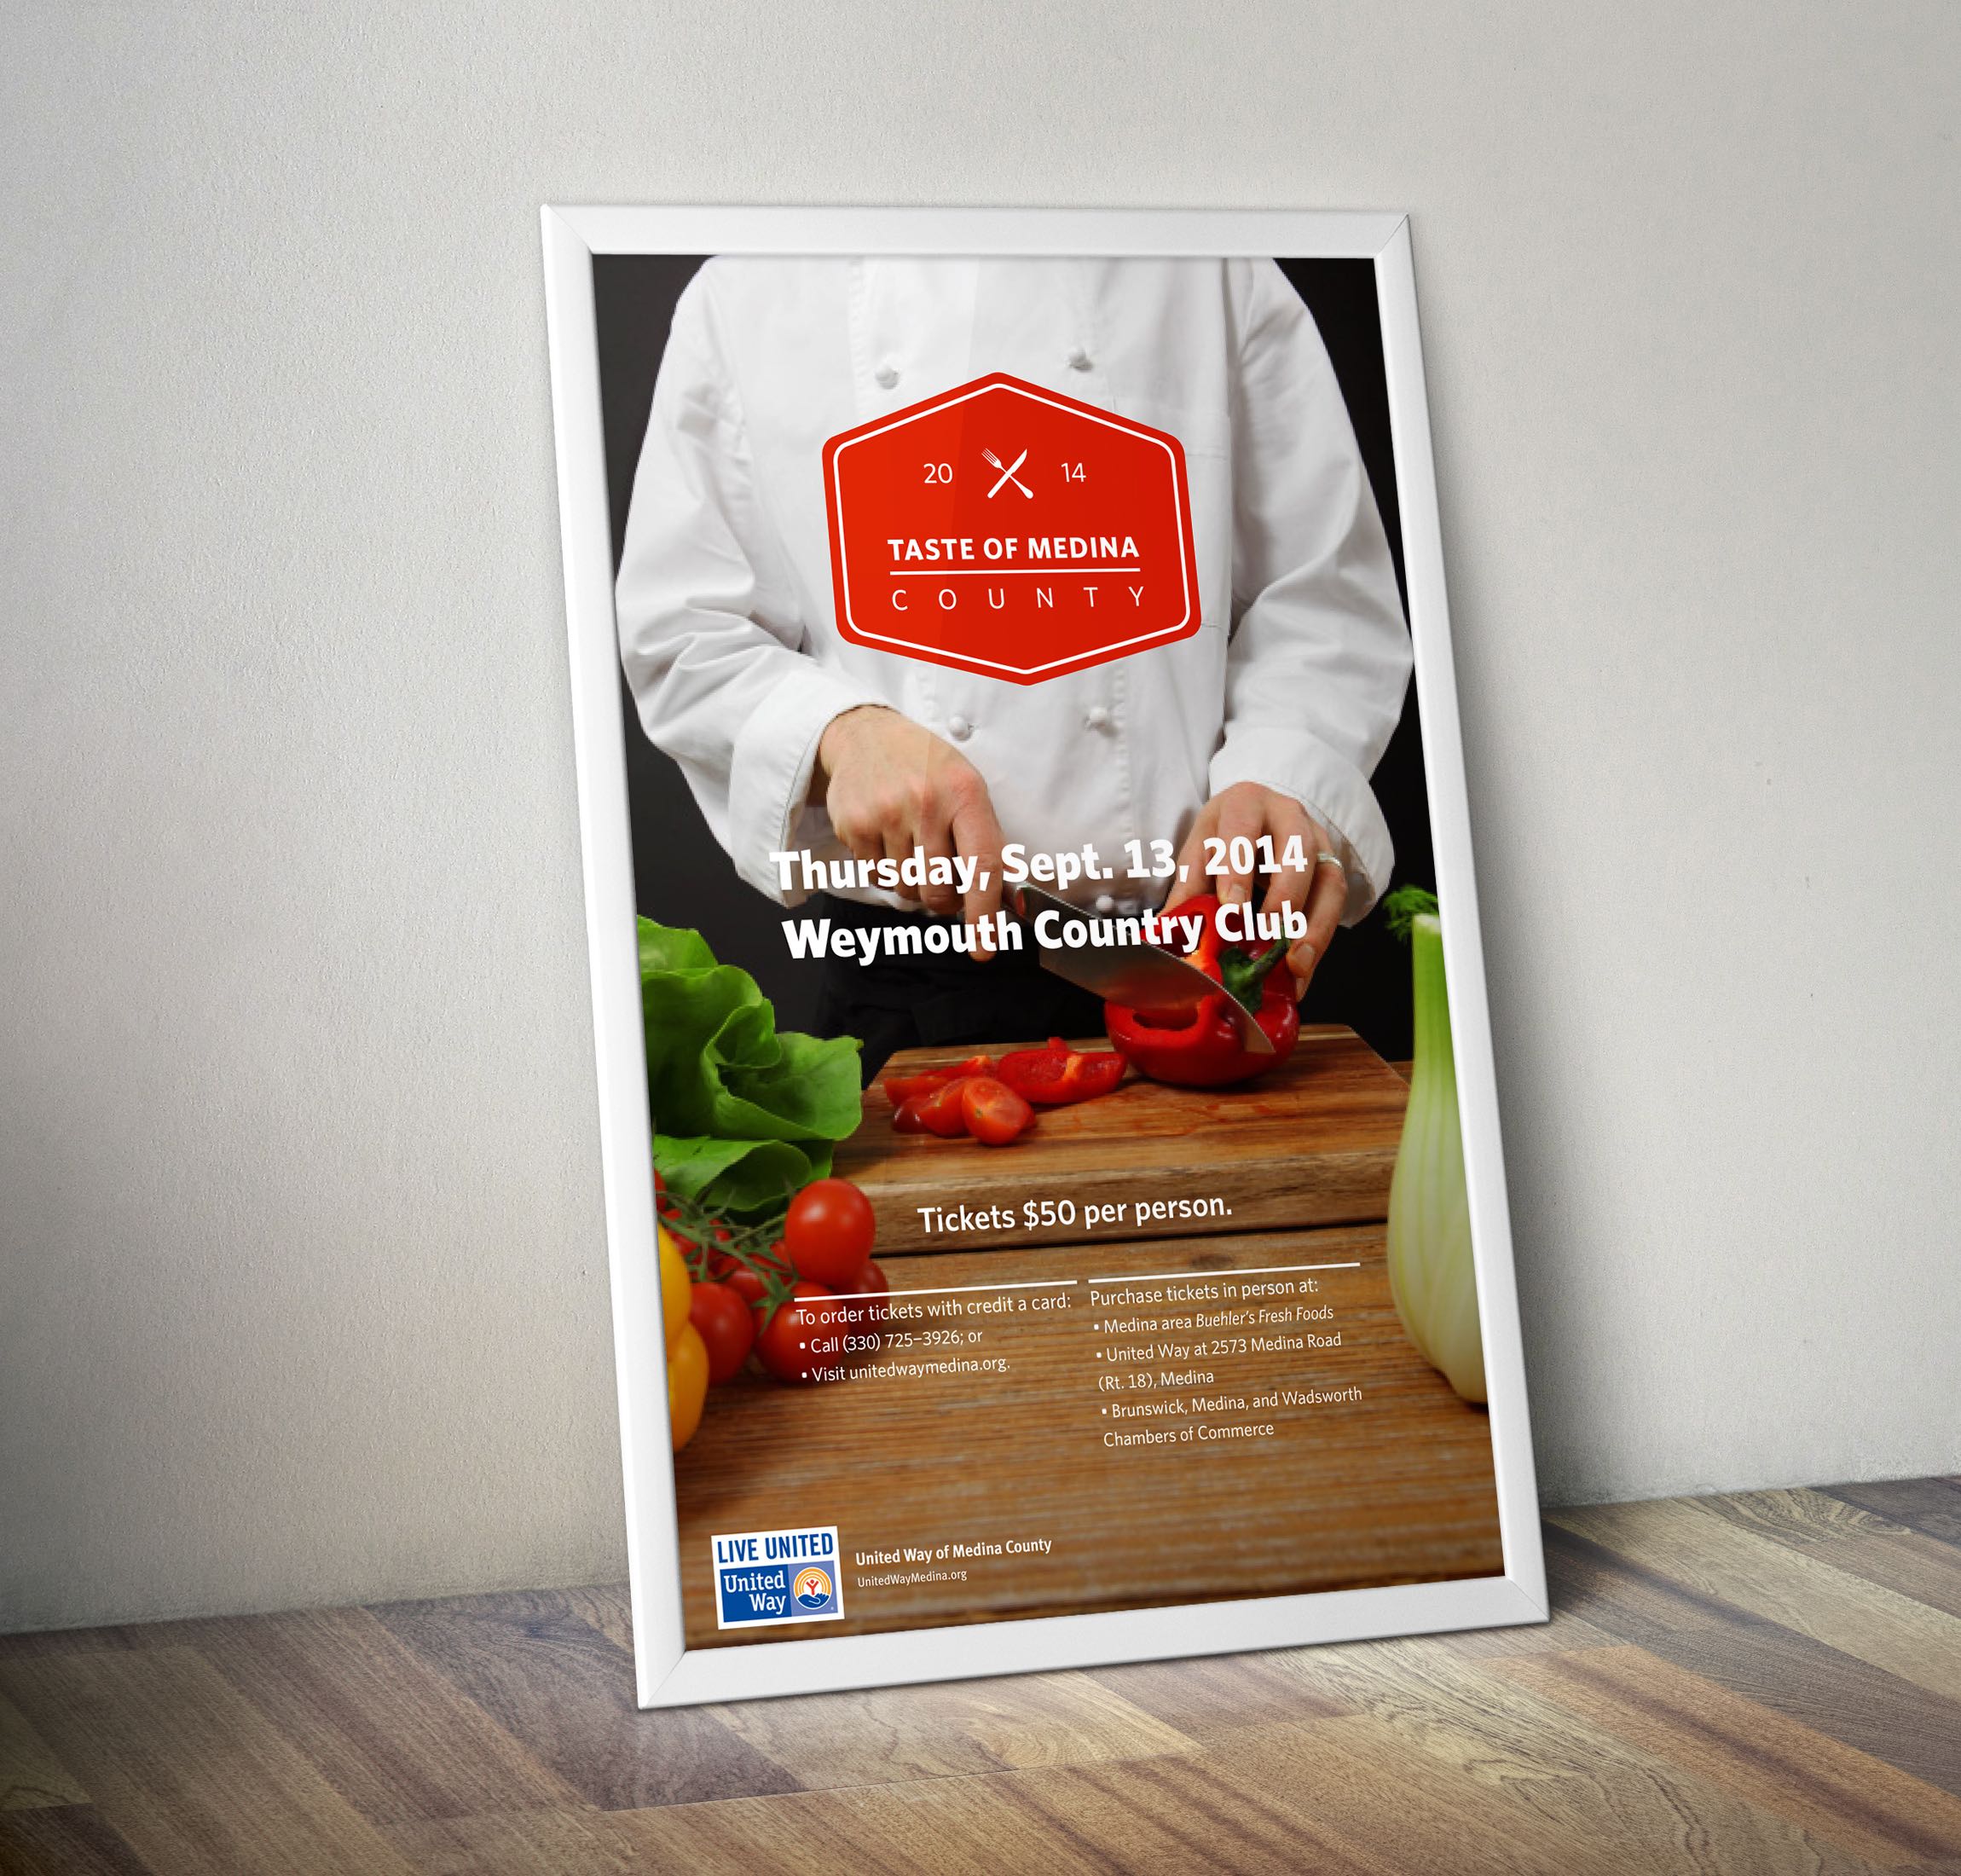 20 14
TASTE OF MEDINA
COUNTY
Thursday, Sept. 13, 2014
Weymouth Country Club
Tickets $50 per person.
To order tickets with credit a card:
• Call (330) 725–3926; or
• Visit unitedwaymedina.org.
Purchase tickets in person at:
• Medina area Buehler's Fresh Foods
• United Way at 2573 Medina Road
(Rt. 18), Medina
• Brunswick, Medina, and Wadsworth
Chambers of Commerce
LIVE UNITED
United
Way
United Way of Medina County
UnitedWayMedina.org